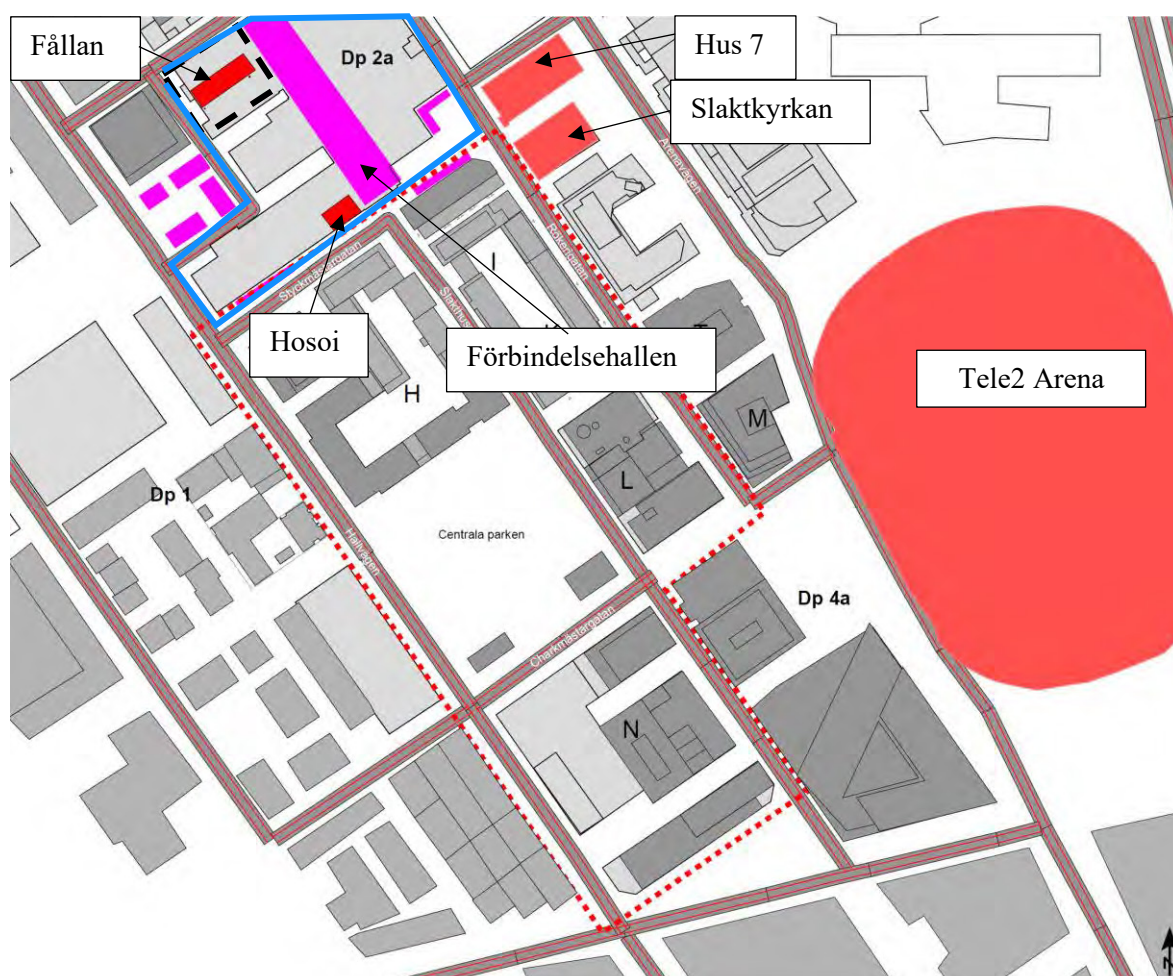 Fållan
Dp 2a
Hus 7
Slaktkyrkan
Arenavägen
Rökerigatan
Styckmästargatan
Slakthus
I
Hosoi
Förbindelsehallen
T
Tele2 Arena
H
M
L
Dp 1
Hallvägen
Centrala parken
Charkmästargatan
Dp 4a
N
N